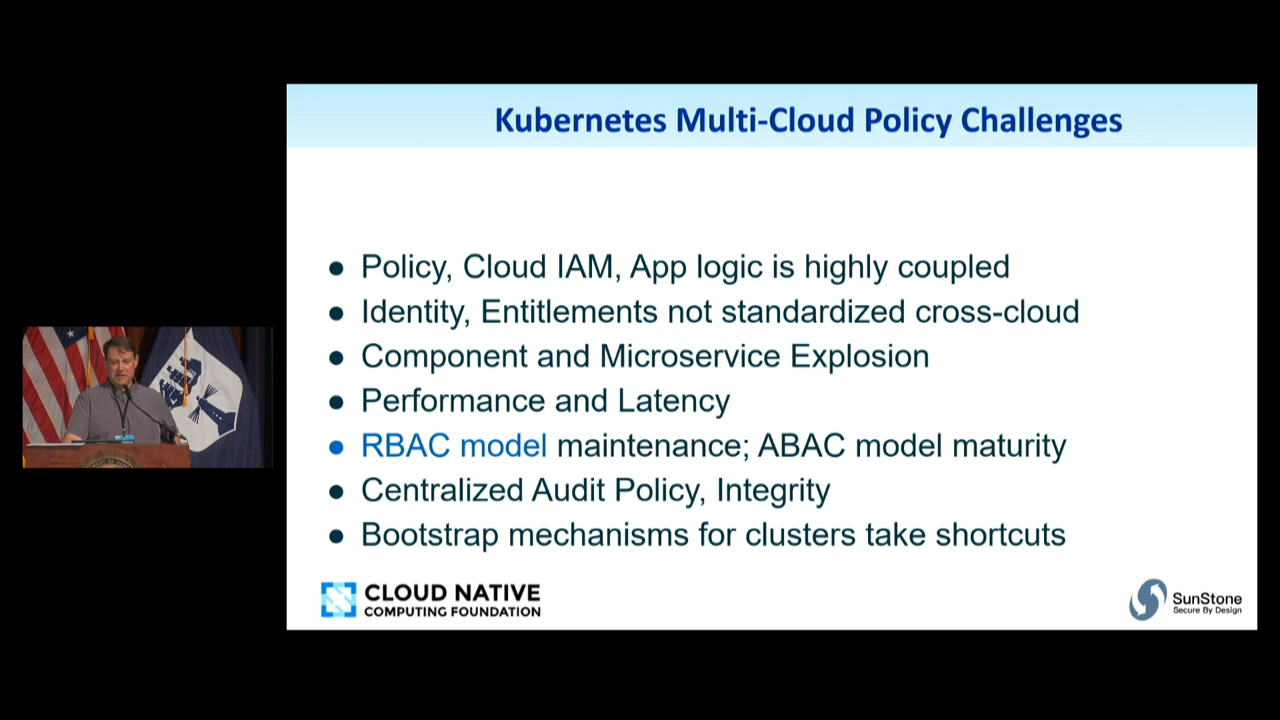 Kubernetes Multi-Cloud Policy Challenges
● Policy, Cloud IAM, App logic is highly coupled
● Identity, Entitlements not standardized cross-cloud
● Component and Microservice Explosion
● Performance and Latency
● RBAC model maintenance; ABAC model maturity
● Centralized Audit Policy, Integrity
● Bootstrap mechanisms for clusters take shortcuts
CLOUD NATIVE
COMPUTING FOUNDATION
SunStone
Secure By Design